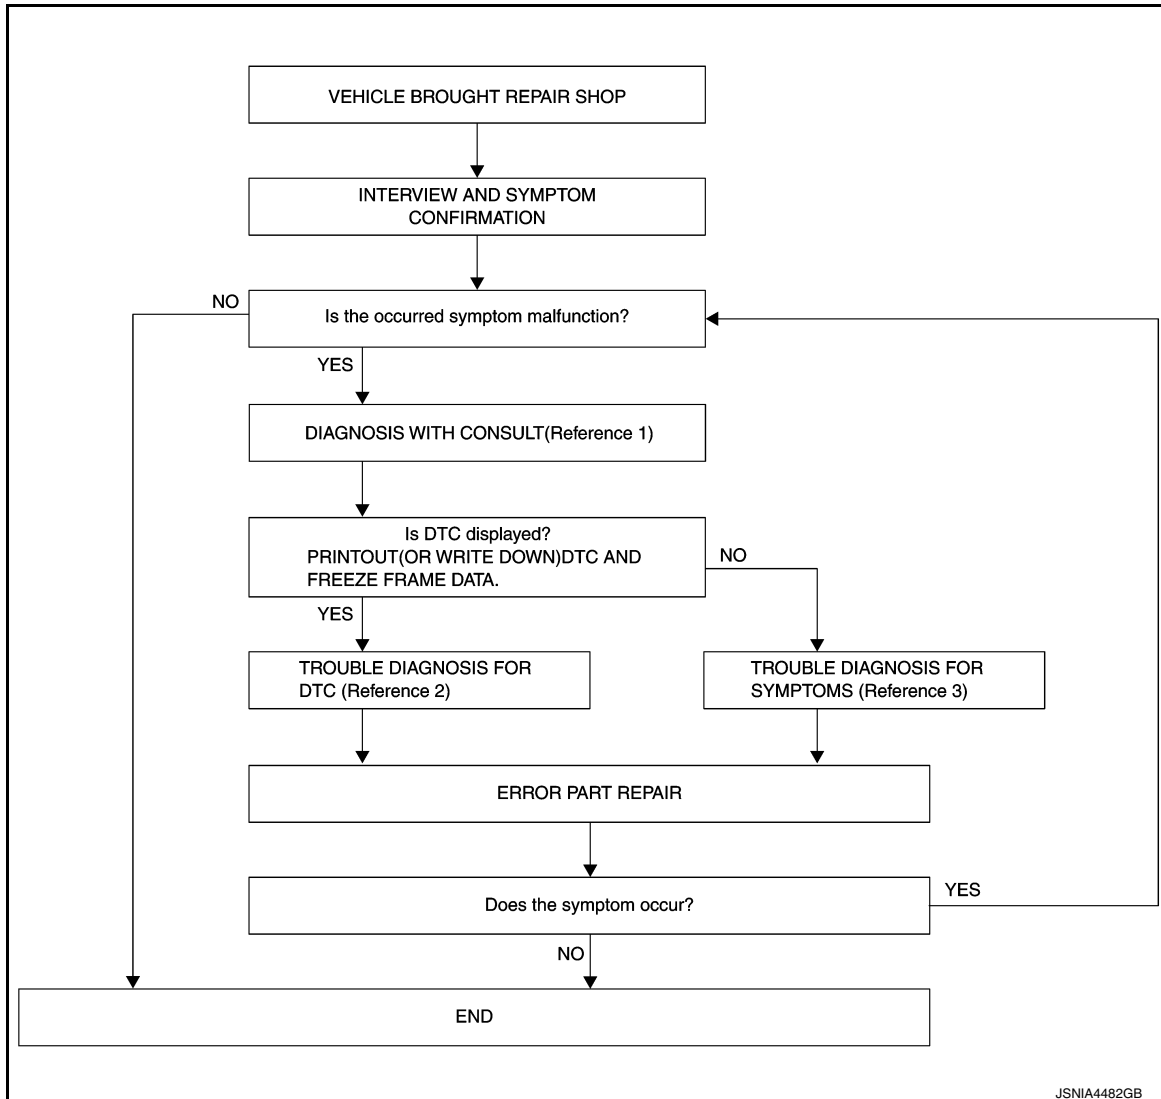 VEHICLE BROUGHT REPAIR SHOP
INTERVIEW AND SYMPTOM
CONFIRMATION
NO
Is the occurred symptom malfunction?
YES
DIAGNOSIS WITH CONSULT(Reference 1)
Is DTC displayed?
PRINTOUT(OR WRITE DOWN)DTC AND
FREEZE FRAME DATA.
NO
YES
TROUBLE DIAGNOSIS FOR
DTC (Reference 2)
TROUBLE DIAGNOSIS FOR
SYMPTOMS (Reference 3)
ERROR PART REPAIR
Does the symptom occur?
YES
NO
END
JSNIA4482GB